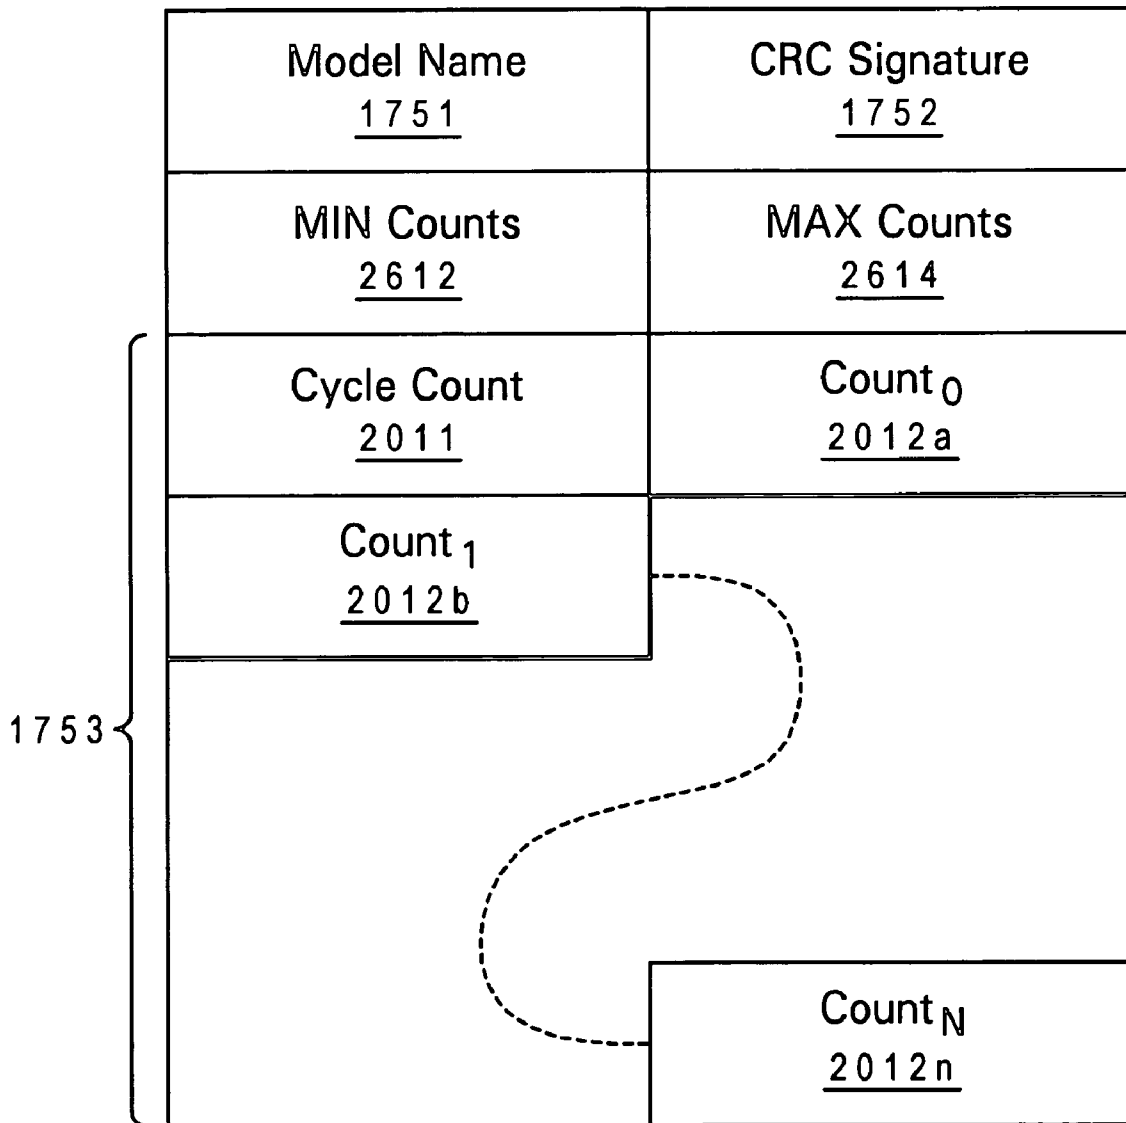 Model Name
1751
CRC Signature
1752
MIN Counts
2612
MAX Counts
2614
Cycle Count
2011
Count0
2012a
Count1
2012b
1753
CountN
2012n